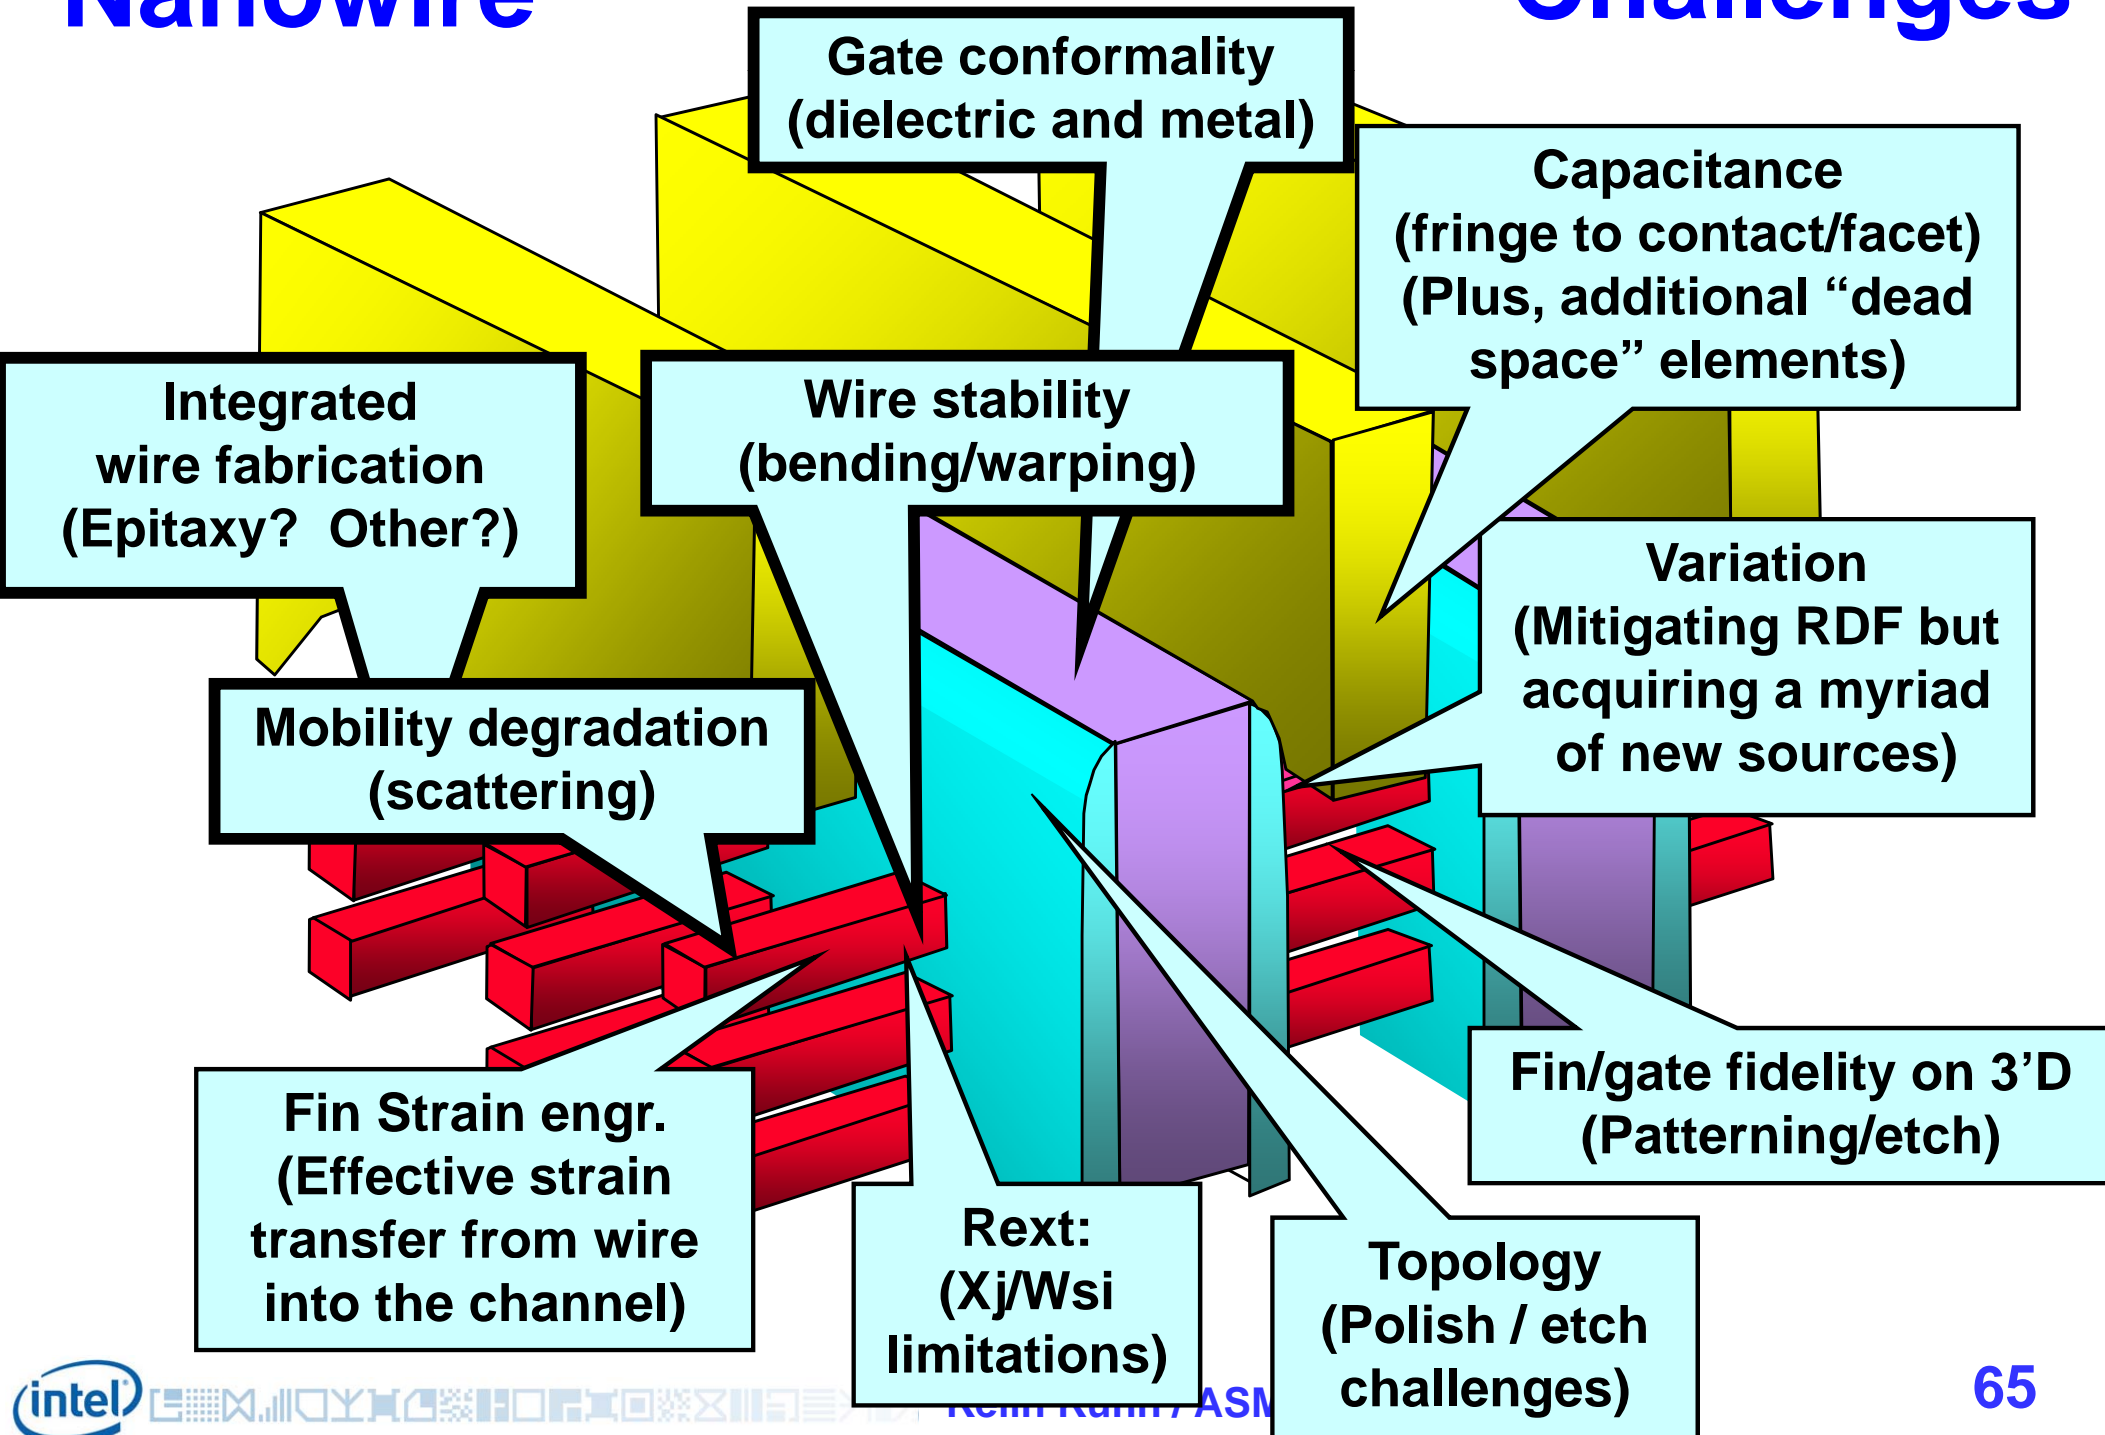 Nanowire Challenges
Gate conformality
(dielectric and metal)
Capacitance
(fringe to contact/facet)
(Plus, additional “dead
space” elements)
Integrated
wire fabrication
(Epitaxy? Other?)
Wire stability
(bending/warping)
Variation
(Mitigating RDF but
acquiring a myriad
of new sources)
Mobility degradation
(scattering)
Fin/gate fidelity on 3’D
(Patterning/etch)
Fin Strain engr.
(Effective strain
transfer from wire
into the channel)
Rext:
(Xj/Wsi
limitations)
Topology
(Polish / etch
challenges)
intel
Kelin Kuhn / ASM
65